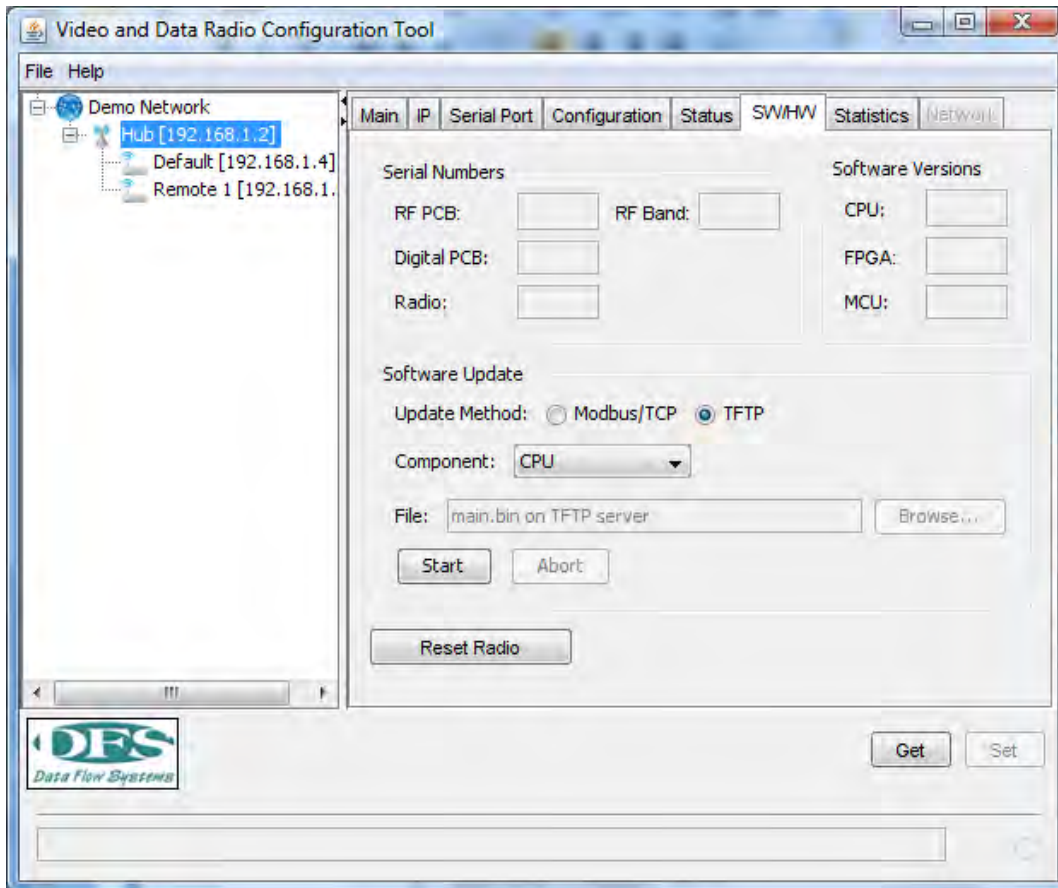 Video and Data Radio Configuration Tool
File Help
Demo Network
Hub [192.168.1.2]
Default [192.168.1.4]
Remote 1 [192.168.1.
Main IP Serial Port Configuration Status SW/HW Statistics Network
Serial Numbers
RF PCB: RF Band:
Digital PCB:
Radio:
Software Versions
CPU:
FPGA:
MCU:
Software Update
Update Method: Modbus/TCP TFTP
Component: CPU
File: main.bin on TFTP server Browse...
Start Abort
Reset Radio
DFS
Data Flow Systems
Get Set